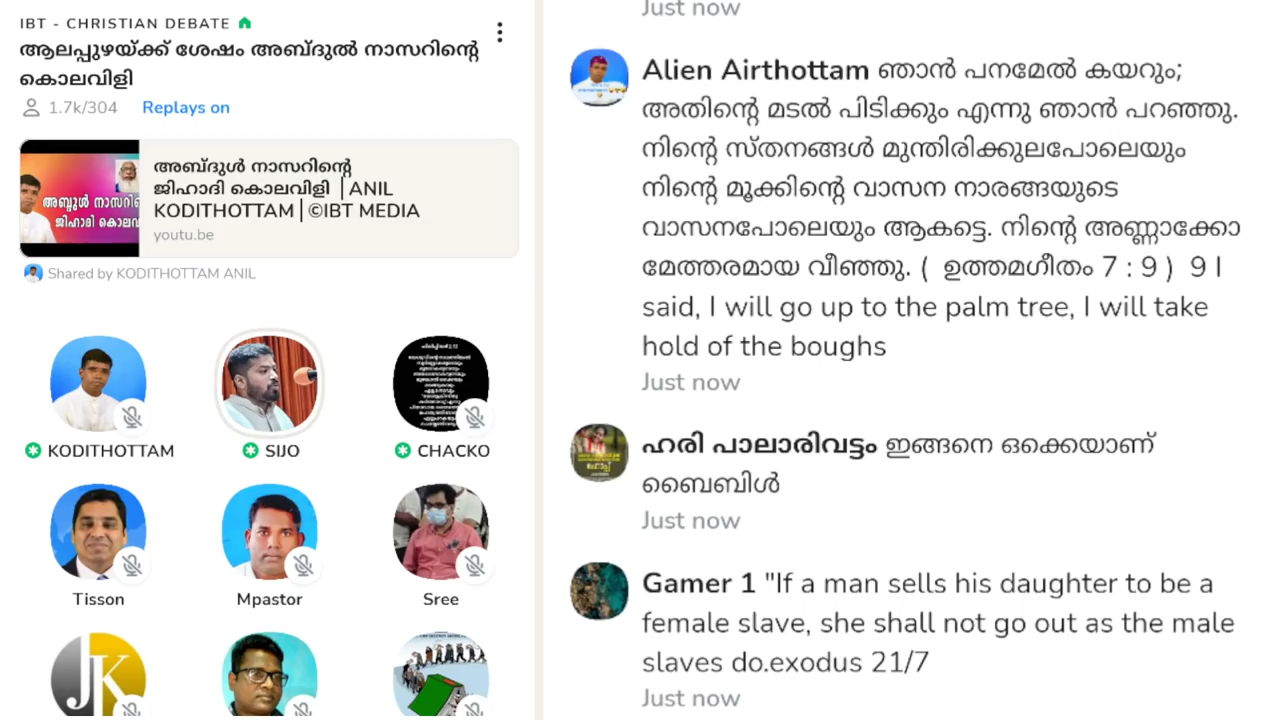 IBT - CHRISTIAN DEBATE
ആലപ്പുഴയ്ക്ക് ശേഷം അബ്ദുൽ നാസറിന്റെ
കൊലവിളി
1.7k/304 Replays on
അബ്ദുൾ നാസറിന്റെ
ജിഹാദി കൊലവിളി │ANIL
KODITHOTTAM│©IBT MEDIA
youtu.be
Shared by KODITHOTTAM ANIL
KODITHOTTAM SIJO CHACKO
Tisson Mpastor Sree
JK
Just now
Alien Airthottam ഞാൻ പനമേൽ കയറും;
അതിന്റെ മടൽ പിടിക്കും എന്നു ഞാൻ പറഞ്ഞു.
നിന്റെ സ്തനങ്ങൾ മുന്തിരിക്കുലപോലെയും
നിന്റെ മൂക്കിന്റെ വാസന നാരങ്ങയുടെ
വാസനപോലെയും ആകട്ടെ. നിന്റെ അണ്ണാക്കോ
മേത്തരമായ വീഞ്ഞു. ( ഉത്തമഗീതം 7 : 9 ) 9 I
said, I will go up to the palm tree, I will take
hold of the boughs
Just now
ഹരി പാലാരിവട്ടം ഇങ്ങനെ ഒക്കെയാണ്
ബൈബിൾ
Just now
Gamer 1 "If a man sells his daughter to be a
female slave, she shall not go out as the male
slaves do.exodus 21/7
Just now